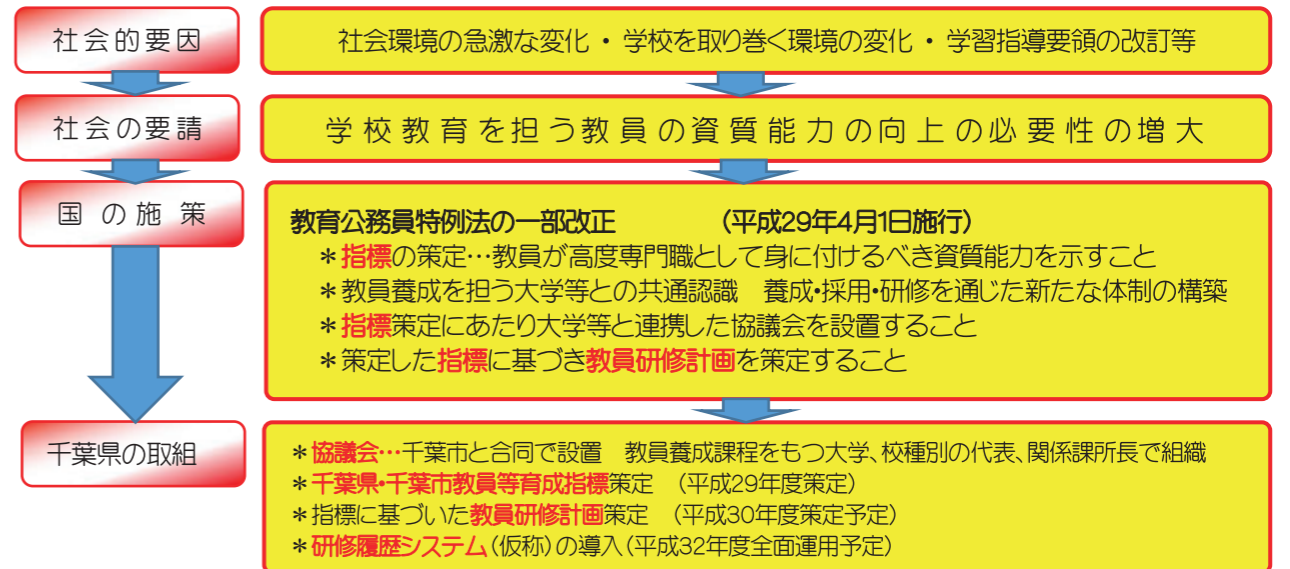 社会的要因
社会環境の急激な変化 ・ 学校を取り巻く環境の変化 ・ 学習指導要領の改訂等
社会の要請
学校教育を担う教員の資質能力の向上の必要性の増大
国の施策
教育公務員特例法の一部改正 (平成29年4月1日施行)
＊指標の策定…教員が高度専門職として身に付けるべき資質能力を示すこと
＊教員養成を担う大学等との共通認識 養成・採用・研修を通じた新たな体制の構築
＊指標策定にあたり大学等と連携した協議会を設置すること
＊策定した指標に基づき教員研修計画を策定すること
千葉県の取組
＊協議会…千葉市と合同で設置 教員養成課程をもつ大学、校種別の代表、関係課所長で組織
＊千葉県・千葉市教員等育成指標策定 (平成29年度策定)
＊指標に基づいた教員研修計画策定 (平成30年度策定予定)
＊研修履歴システム(仮称)の導入(平成32年度全面運用予定)